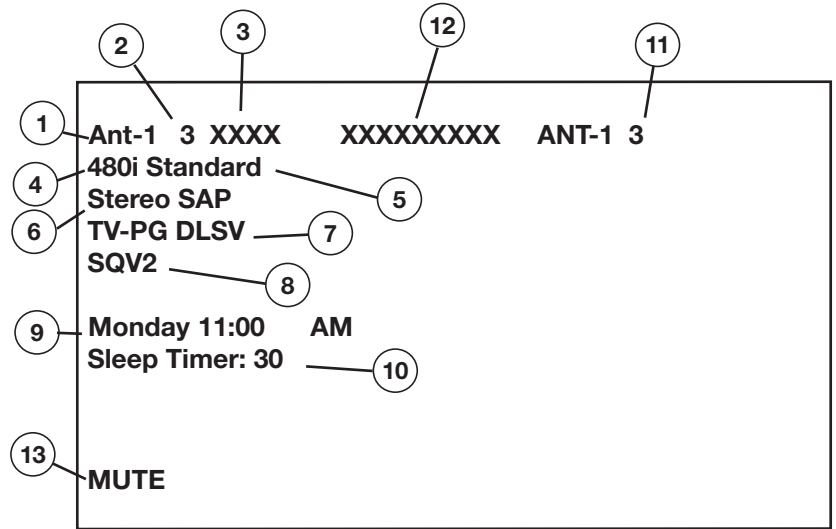 3
12
11
2
1
Ant-1 3 XXXX XXXXXXXXX ANT-1 3
4
480i Standard
5
6
Stereo SAP
TV-PG DLSV
7
SQV2
8
9
Monday 11:00 AM
Sleep Timer: 30
10
13
MUTE